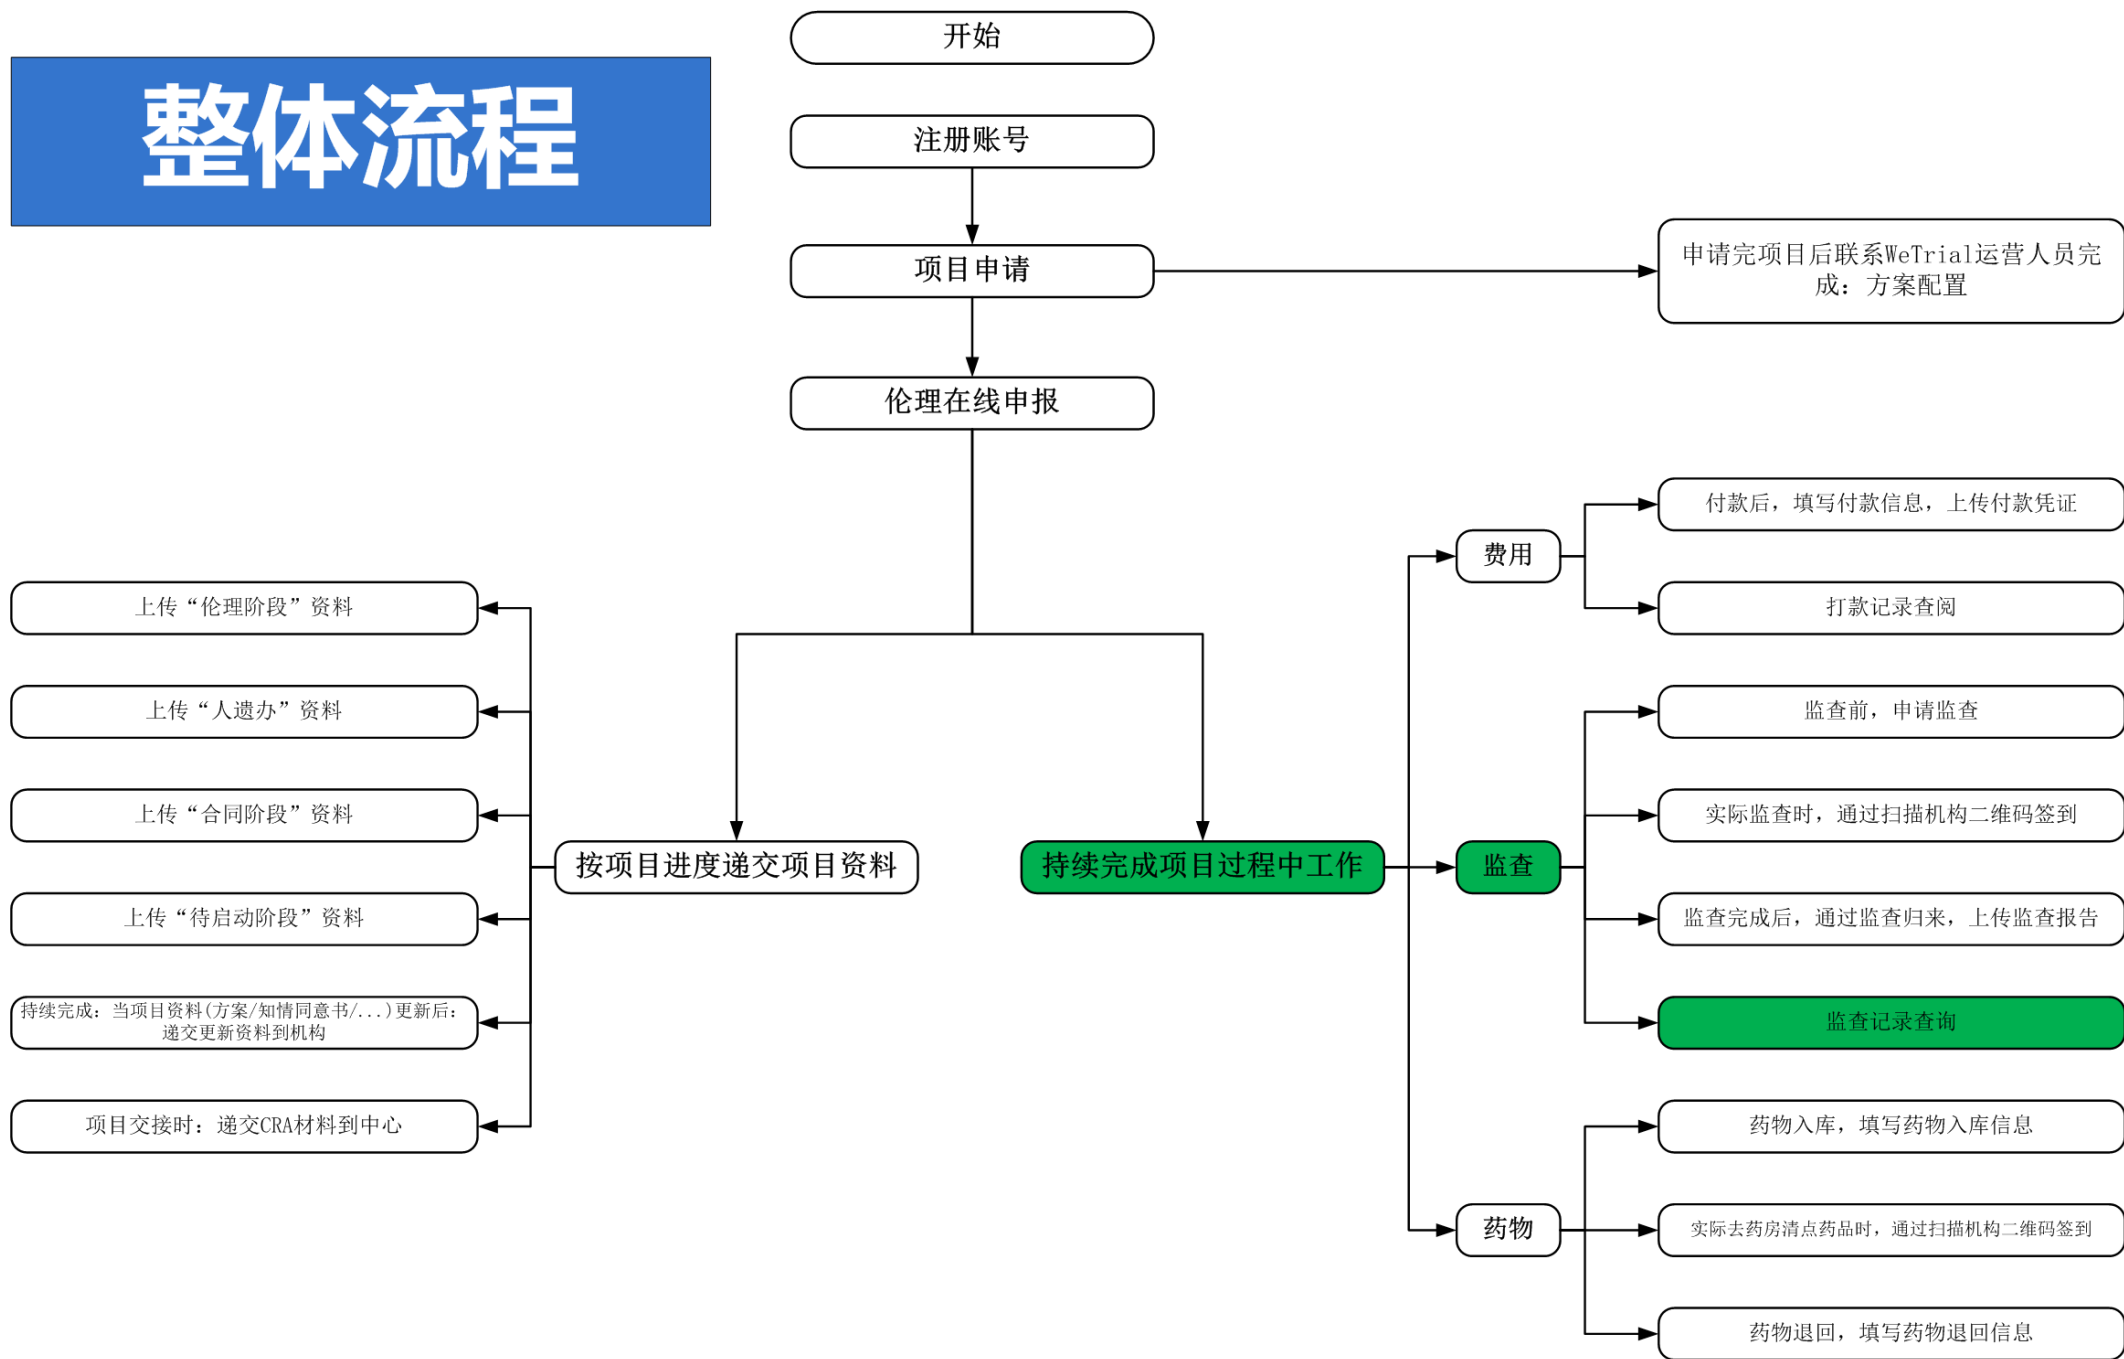 整体流程
开始
注册账号
项目申请
申请完项目后联系WeTrial运营人员完
成：方案配置
伦理在线申报
按项目进度递交项目资料
上传“伦理阶段”资料
上传“人遗办”资料
上传“合同阶段”资料
上传“待启动阶段”资料
持续完成：当项目资料(方案/知情同意书/...)更新后：
递交更新资料到机构
项目交接时：递交CRA材料到中心
持续完成项目过程中工作
费用
付款后，填写付款信息，上传付款凭证
打款记录查阅
监查
监查前，申请监查
实际监查时，通过扫描机构二维码签到
监查完成后，通过监查归来，上传监查报告
监查记录查询
药物
药物入库，填写药物入库信息
实际去药房清点药品时，通过扫描机构二维码签到
药物退回，填写药物退回信息